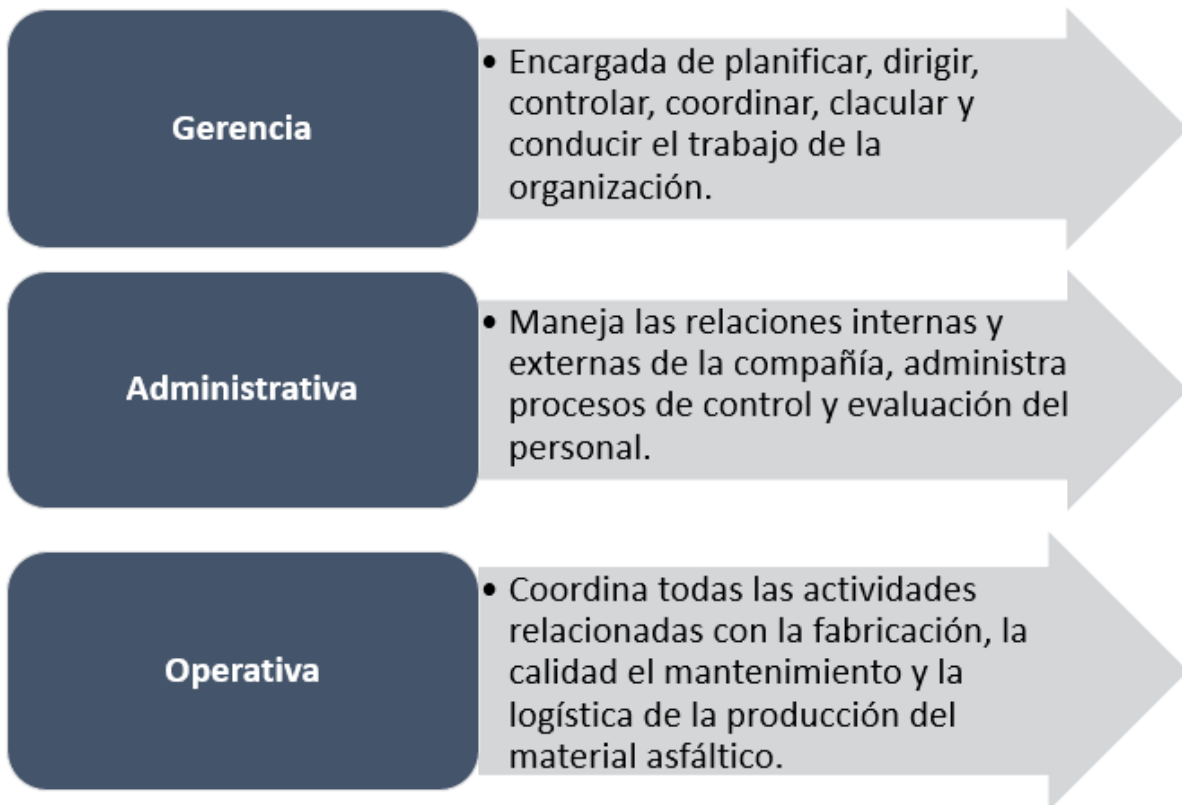 Gerencia
• Encargada de planificar, dirigir,
controlar, coordinar, clacular y
conducir el trabajo de la
organización.
Administrativa
• Maneja las relaciones internas y
externas de la compañía, administra
procesos de control y evaluación del
personal.
Operativa
• Coordina todas las actividades
relacionadas con la fabricación, la
calidad el mantenimiento y la
logística de la producción del
material asfáltico.